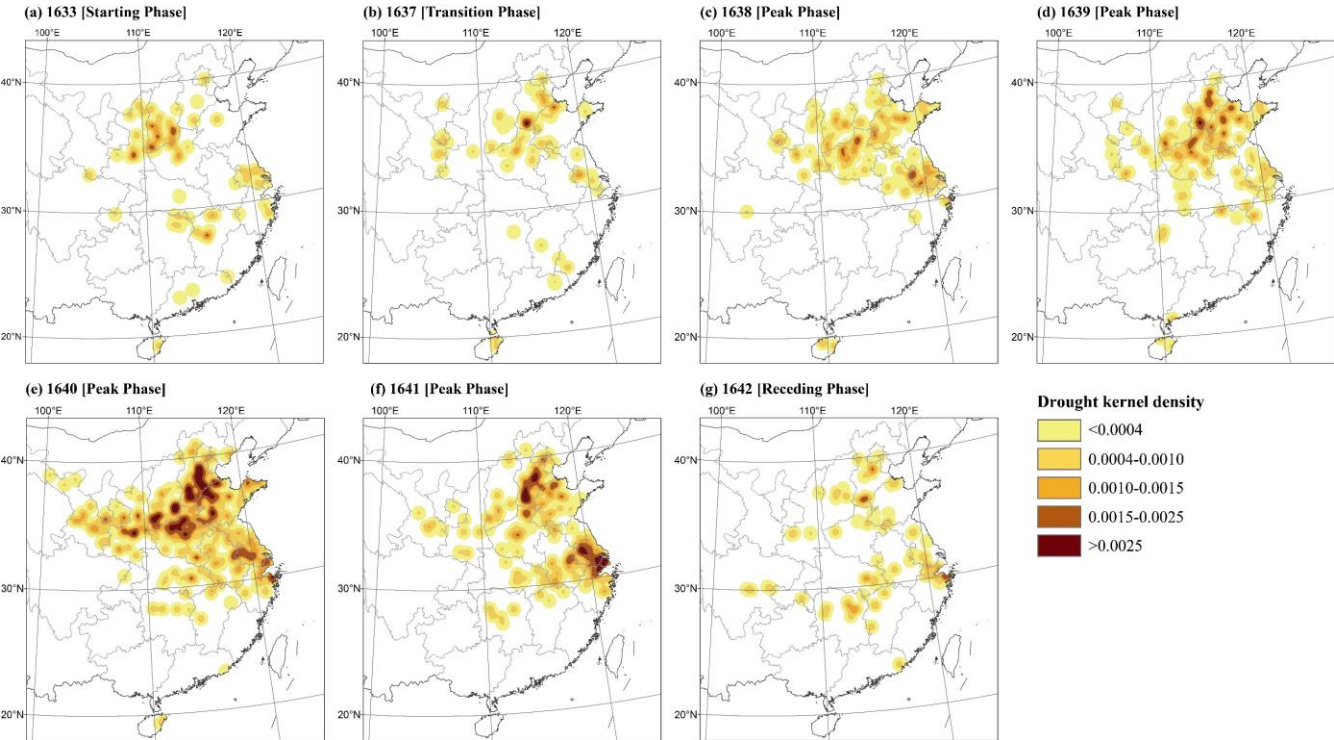 (a) 1633 [Starting Phase]
100°E 110°E 120°E
40°N
30°N
20°N
(b) 1637 [Transition Phase]
100°E 110°E 120°E
40°N
30°N
20°N
(c) 1638 [Peak Phase]
100°E 110°E 120°E
40°N
30°N
20°N
(d) 1639 [Peak Phase]
100°E 110°E 120°E
40°N
30°N
20°N
(e) 1640 [Peak Phase]
100°E 110°E 120°E
40°N
30°N
20°N
(f) 1641 [Peak Phase]
100°E 110°E 120°E
40°N
30°N
20°N
(g) 1642 [Receding Phase]
100°E 110°E 120°E
40°N
30°N
20°N
Drought kernel density
<0.0004
0.0004-0.0010
0.0010-0.0015
0.0015-0.0025
>0.0025